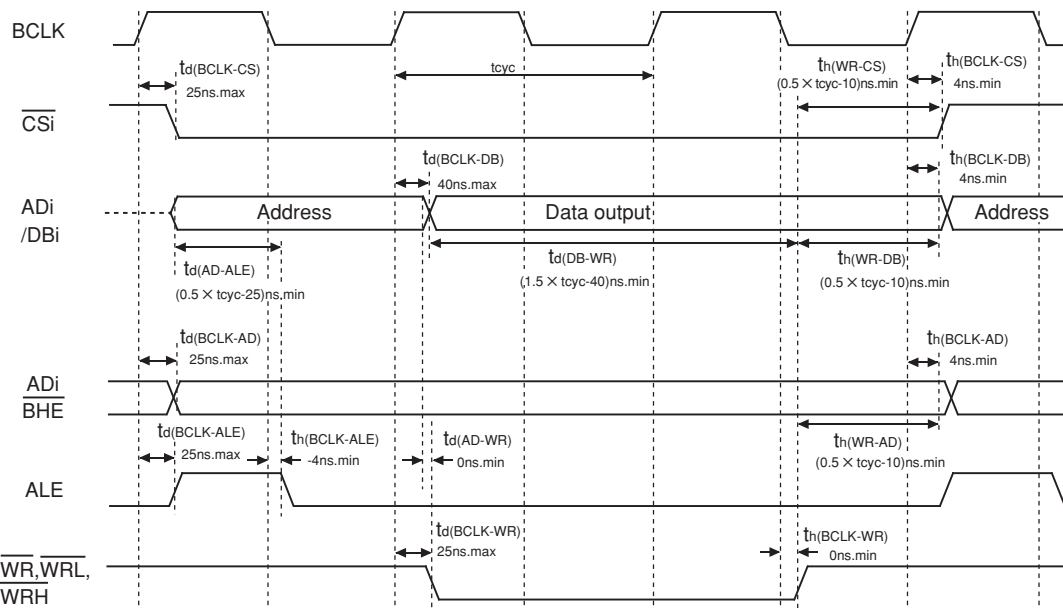 BCLK
td(BCLK-CS)
25ns.max
tcyc
th(WR-CS)
(0.5×tcyc-10)ns.min
th(BCLK-CS)
4ns.min
CSi
td(BCLK-DB)
40ns.max
th(BCLK-DB)
4ns.min
ADi
/DBi
Address
Data output
Address
td(AD-ALE)
(0.5×tcyc-25)ns.min
td(DB-WR)
(1.5×tcyc-40)ns.min
th(WR-DB)
(0.5×tcyc-10)ns.min
td(BCLK-AD)
25ns.max
th(BCLK-AD)
4ns.min
ADi
BHE
td(BCLK-ALE)
25ns.max
th(BCLK-ALE)
-4ns.min
td(AD-WR)
0ns.min
th(WR-AD)
(0.5×tcyc-10)ns.min
ALE
td(BCLK-WR)
25ns.max
th(BCLK-WR)
0ns.min
WR,WRL,
WRH